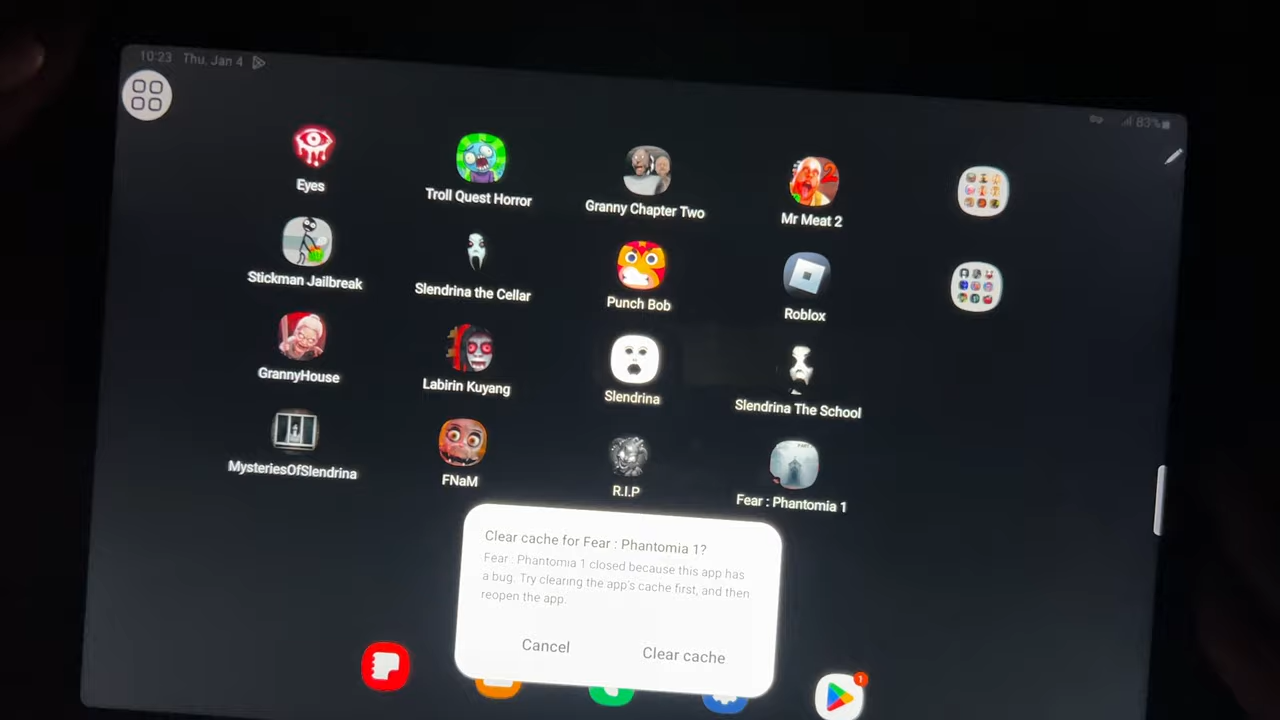 10:23 Thu, Jan 4
83%
Eyes
Troll Quest Horror
Granny Chapter Two
Mr Meat 2
Stickman Jailbreak
Slendrina the Cellar
Punch Bob
Roblox
GrannyHouse
Labirin Kuyang
Slendrina
Slendrina The School
MysteriesOfSlendrina
FNaM
R.I.P
Fear : Phantomia 1
Clear cache for Fear : Phantomia 1?
Fear : Phantomia 1 closed because this app has
a bug. Try clearing the app's cache first, and then
reopen the app.
Cancel
Clear cache
1